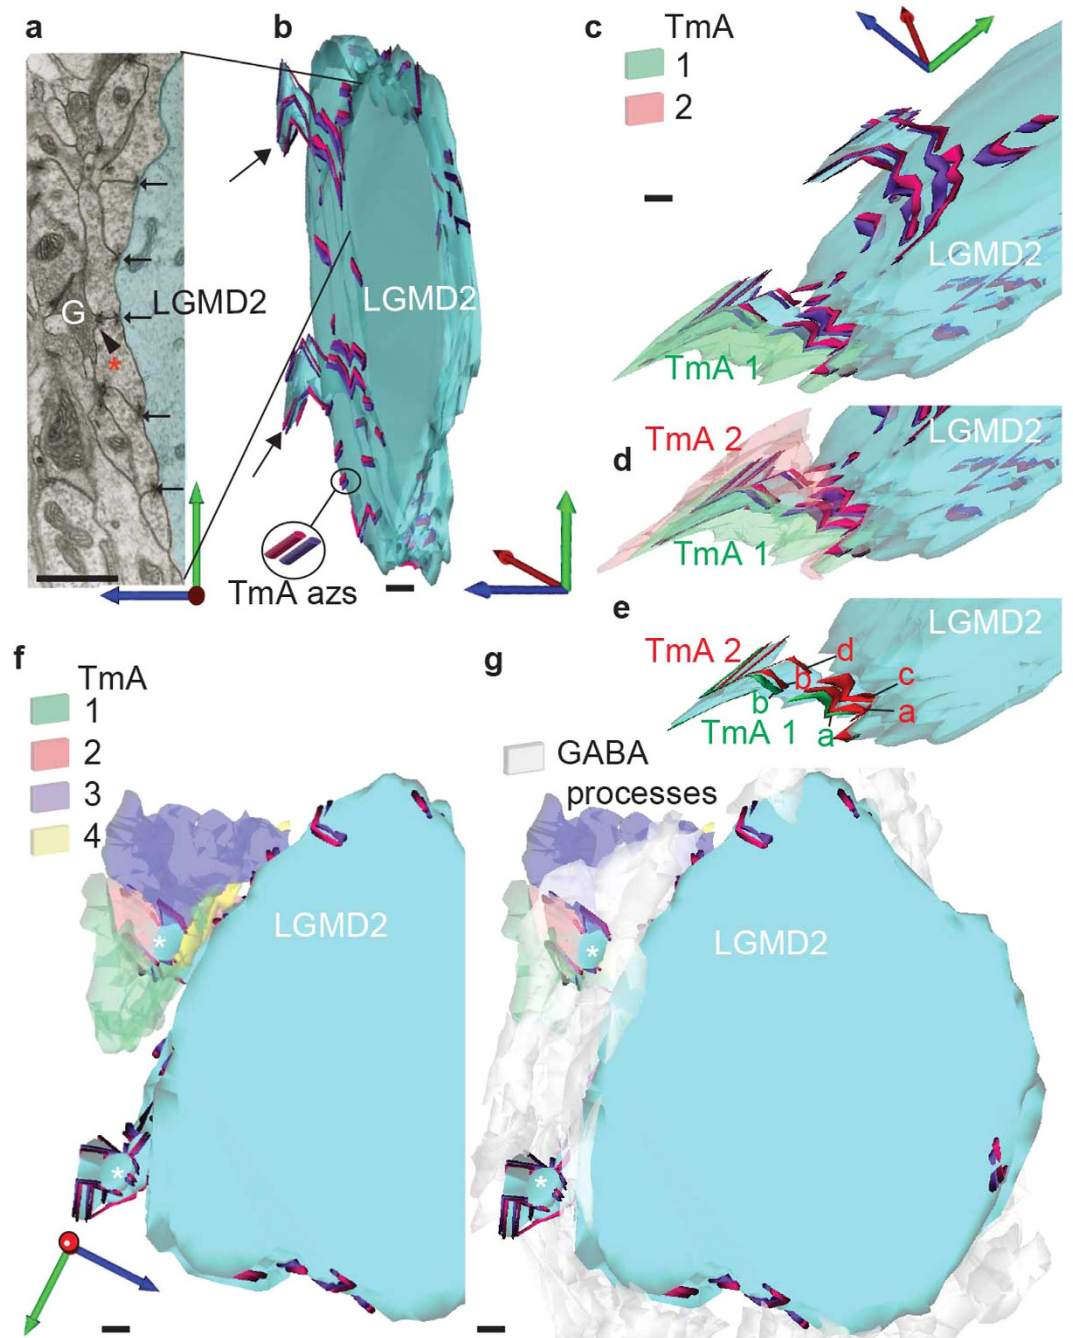 a
G
*
LGMD2
b
LGMD2
TmA azs
c
TmA
1
2
LGMD2
TmA 1
d
TmA 2
LGMD2
TmA 1
e
LGMD2
TmA 2
d
b
c
b
a
TmA 1
a
f
TmA
1
2
3
4
LGMD2
*
*
g
GABA
processes
LGMD2
*
*